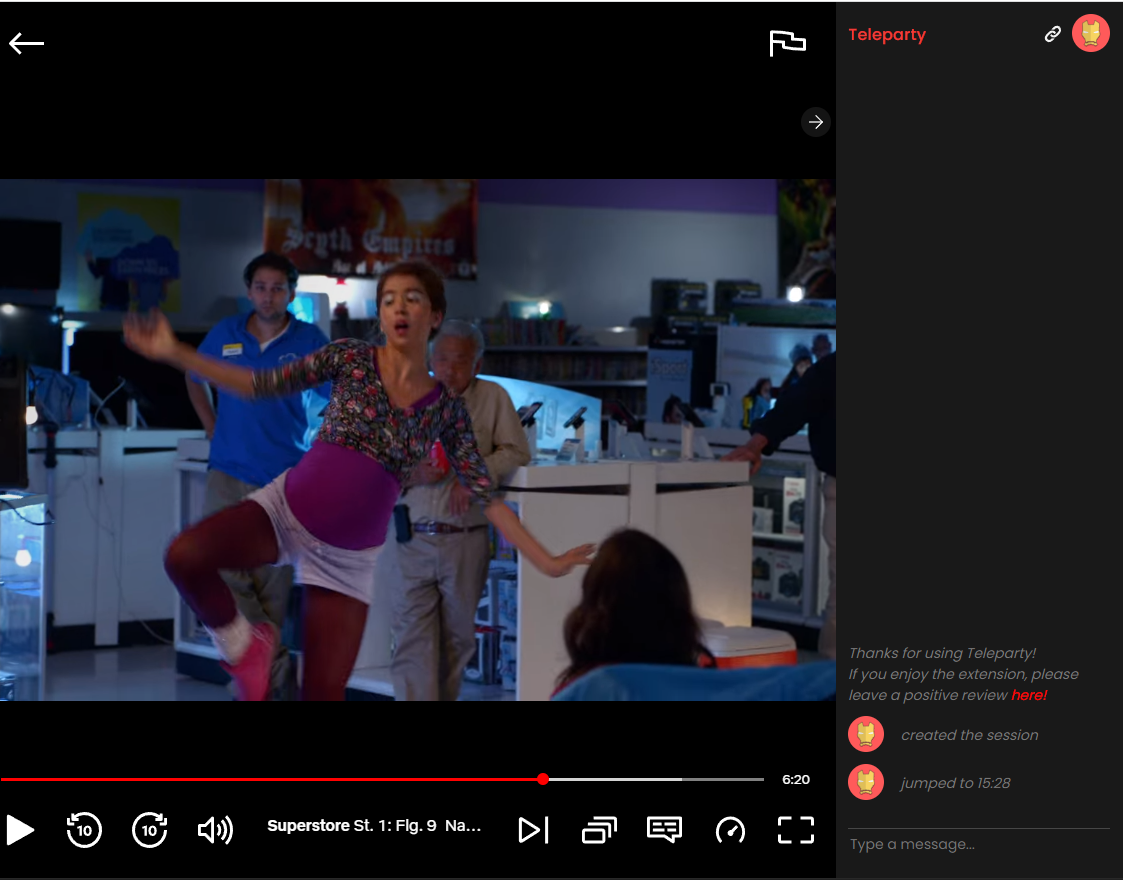 Teleparty
Scyth Empires
Thanks for using Teleparty!
If you enjoy the extension, please
leave a positive review here!
created the session
jumped to 15:28
6:20
10
10
Superstore St. 1: Flg. 9 Na...
Type a message...